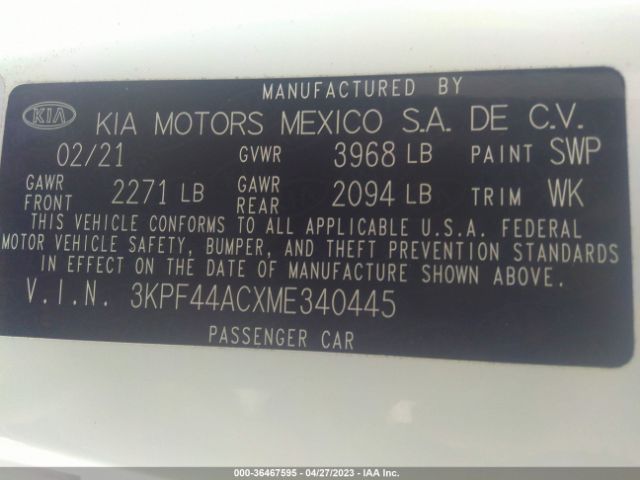 MANUFACTURED BY
KIA KIA MOTORS MEXICO S.A. DE C.V.
02/21 GVWR 3968 LB PAINT SWP
GAWR FRONT 2271 LB GAWR REAR 2094 LB TRIM WK
THIS VEHICLE CONFORMS TO ALL APPLICABLE U.S.A. FEDERAL
MOTOR VEHICLE SAFETY, BUMPER, AND THEFT PREVENTION STANDARDS
IN EFFECT ON THE DATE OF MANUFACTURE SHOWN ABOVE.
V.I.N. 3KPF44ACXME340445
PASSENGER CAR
000-36467595 - 04/27/2023 - IAA Inc.